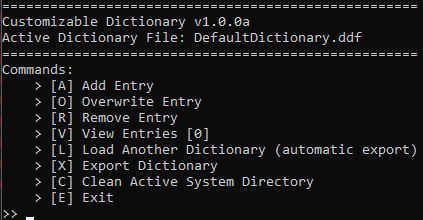 ==================================================
Customizable Dictionary v1.0.0a
Active Dictionary File: DefaultDictionary.ddf
==================================================
Commands:
    > [A] Add Entry
    > [O] Overwrite Entry
    > [R] Remove Entry
    > [V] View Entries [0]
    > [L] Load Another Dictionary (automatic export)
    > [X] Export Dictionary
    > [C] Clean Active System Directory
    > [E] Exit
>> _